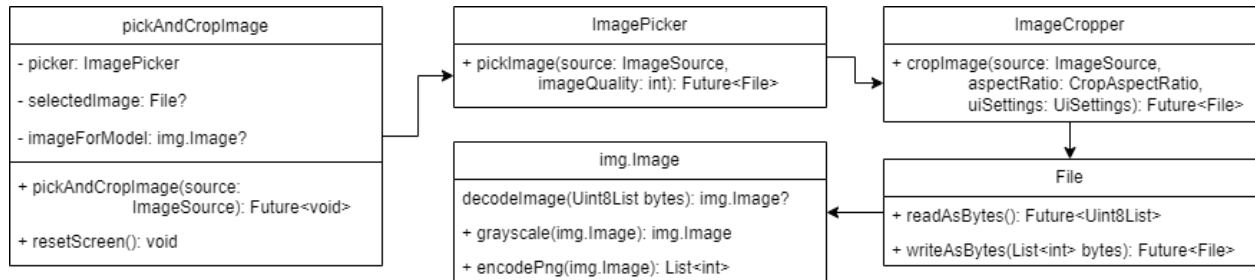 pickAndCropImage
- picker: ImagePicker
- selectedImage: File?
- imageForModel: img.Image?
+ pickAndCropImage(source:
ImageSource): Future<void>
+ resetScreen(): void
ImagePicker
+ pickImage(source: ImageSource,
imageQuality: int): Future<File>
ImageCropper
+ cropImage(source: ImageSource,
aspectRatio: CropAspectRatio,
uiSettings: UiSettings): Future<File>
img.Image
decodeImage(Uint8List bytes): img.Image?
+ grayscale(img.Image): img.Image
+ encodePng(img.Image): List<int>
File
+ readAsBytes(): Future<Uint8List>
+ writeAsBytes(List<int> bytes): Future<File>